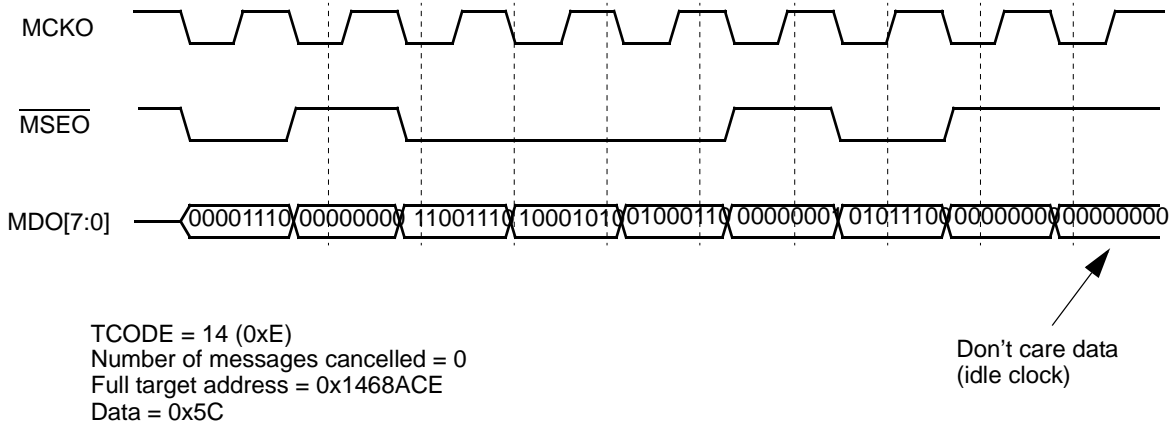 MCKO
MSEO
MDO[7:0]
00001110 00000000 11001110 10001010 01000110 00000001 01011100 00000000 00000000
TCODE = 14 (0xE)
Number of messages cancelled = 0
Full target address = 0x1468ACE
Data = 0x5C
Don't care data
(idle clock)